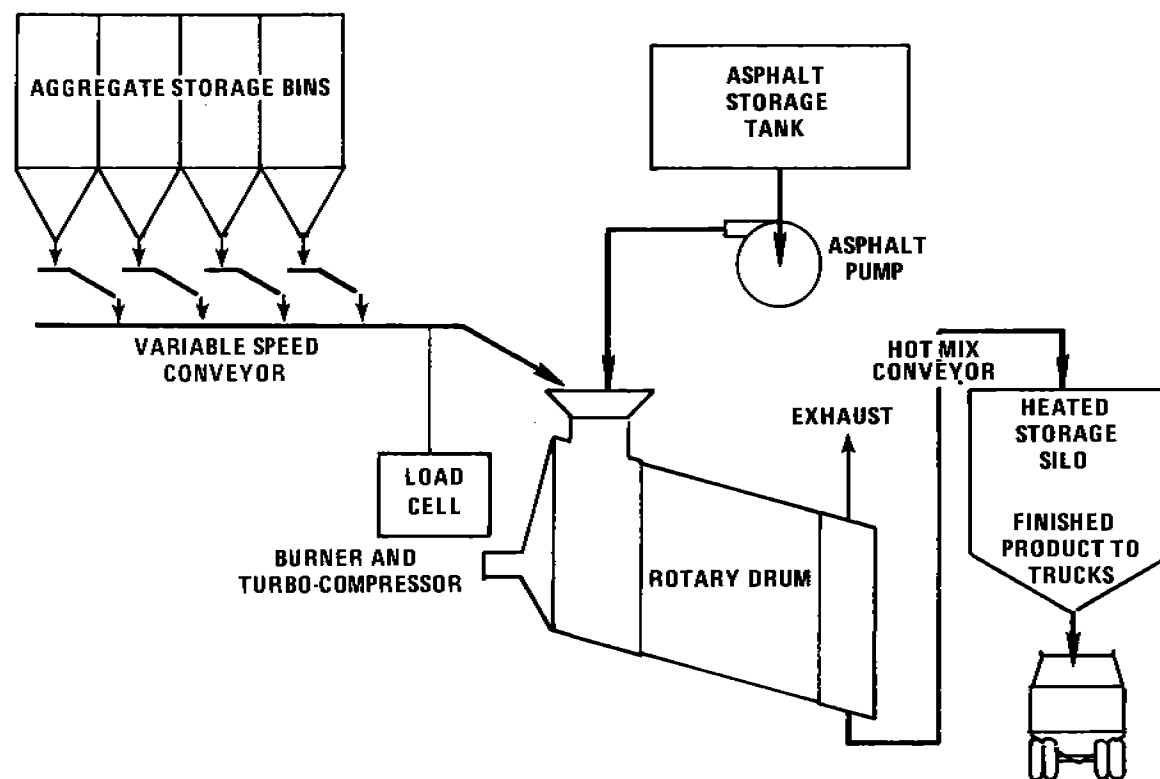 AGGREGATE STORAGE BINS
ASPHALT
STORAGE
TANK
ASPHALT
PUMP
VARIABLE SPEED
CONVEYOR
HOT MIX
CONVEYOR
EXHAUST
HEATED
STORAGE
SILO
LOAD
CELL
FINISHED
PRODUCT TO
TRUCKS
BURNER AND
TURBO-COMPRESSOR
ROTARY DRUM